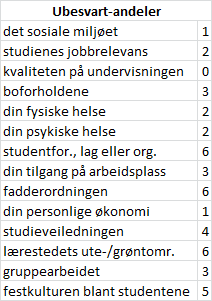 Ubesvart-andeler
det sosiale miljøet 1
studienes jobbrelevans 2
kvaliteten på undervisningen 0
boforholdene 3
din fysiske helse 2
din psykiske helse 2
studentfor., lag eller org. 6
din tilgang på arbeidsplass 3
fadderordningen 6
din personlige økonomi 1
studieveiledningen 4
lærestedets ute-/grøntomr. 6
gruppearbeidet 3
festkulturen blant studentene 5